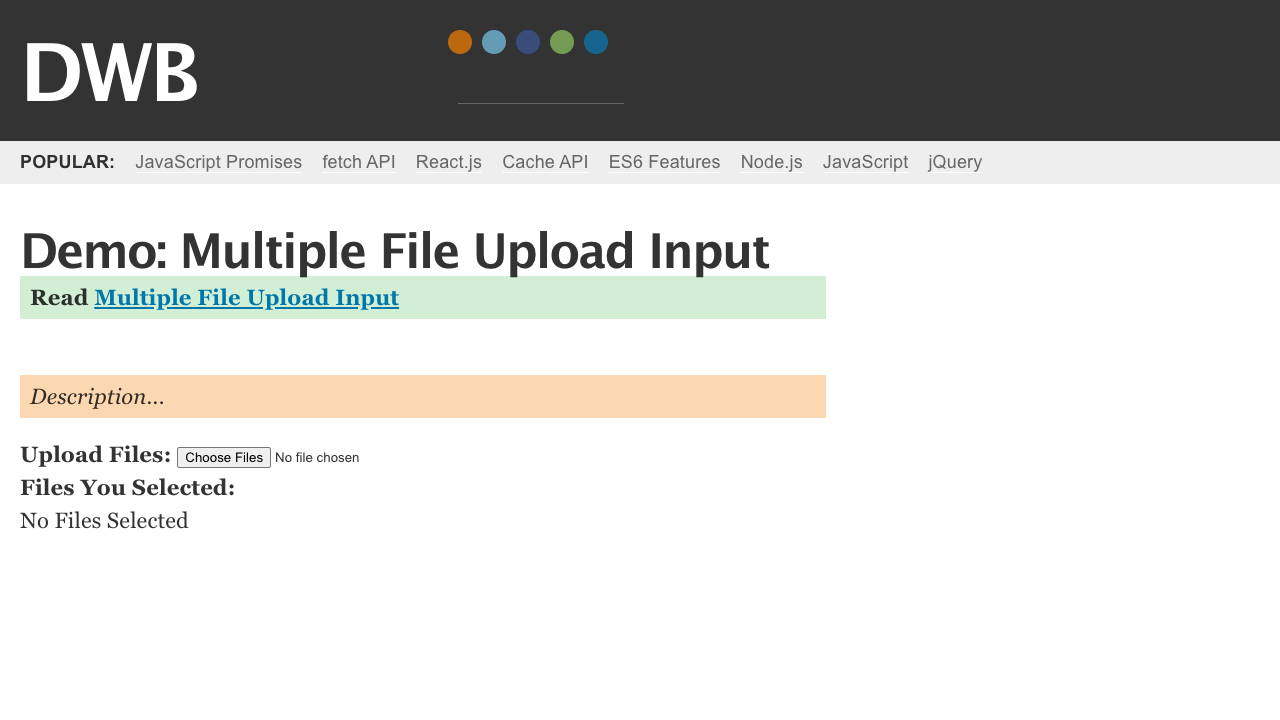 DWB
POPULAR: JavaScript Promises fetch API React.js Cache API ES6 Features Node.js JavaScript jQuery
Demo: Multiple File Upload Input
Read Multiple File Upload Input
Description...
Upload Files: Choose Files No file chosen
Files You Selected:
No Files Selected